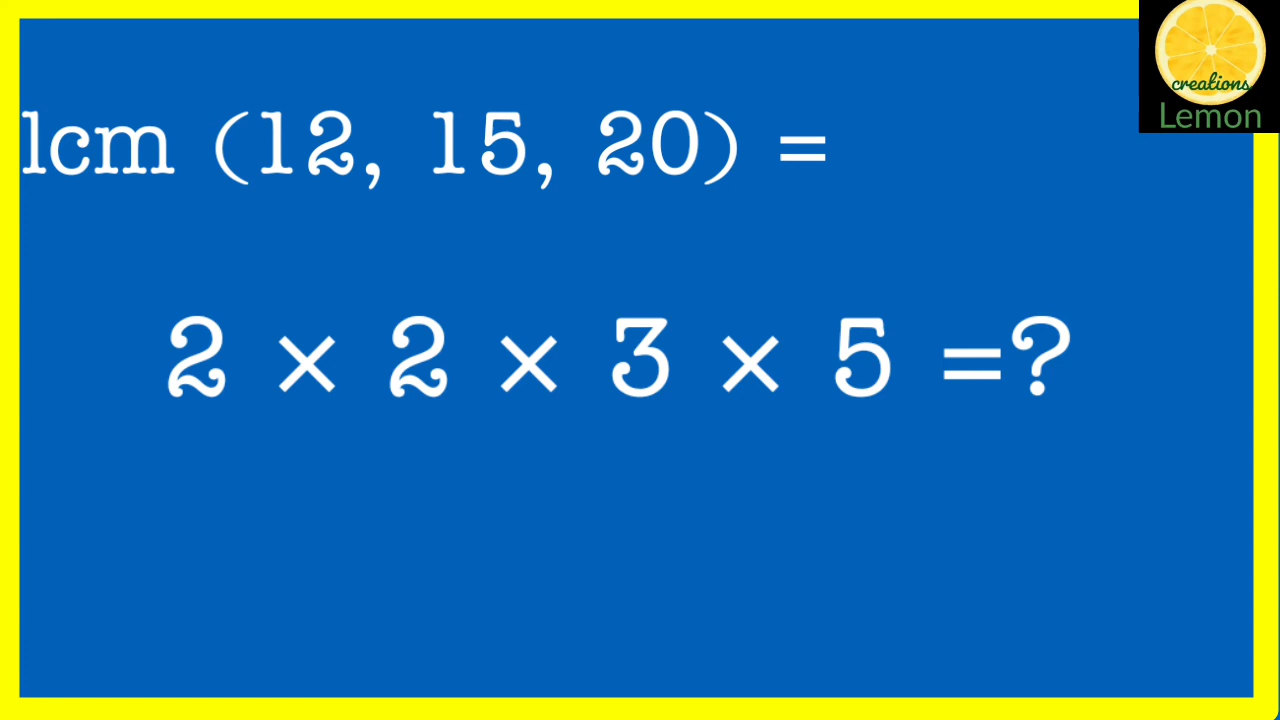 creations
Lemon
lcm (12, 15, 20) =
2 × 2 × 3 × 5 =?